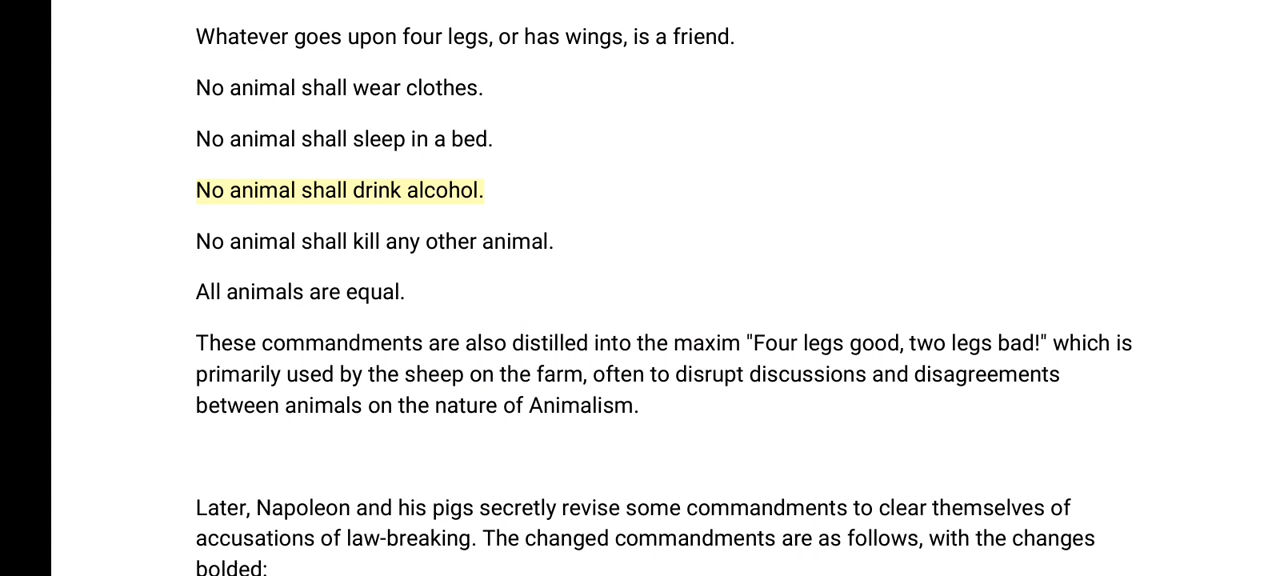 Whatever goes upon four legs, or has wings, is a friend.
No animal shall wear clothes.
No animal shall sleep in a bed.
No animal shall drink alcohol.
No animal shall kill any other animal.
All animals are equal.
These commandments are also distilled into the maxim "Four legs good, two legs bad!" which is
primarily used by the sheep on the farm, often to disrupt discussions and disagreements
between animals on the nature of Animalism.
Later, Napoleon and his pigs secretly revise some commandments to clear themselves of
accusations of law-breaking. The changed commandments are as follows, with the changes
bolded: